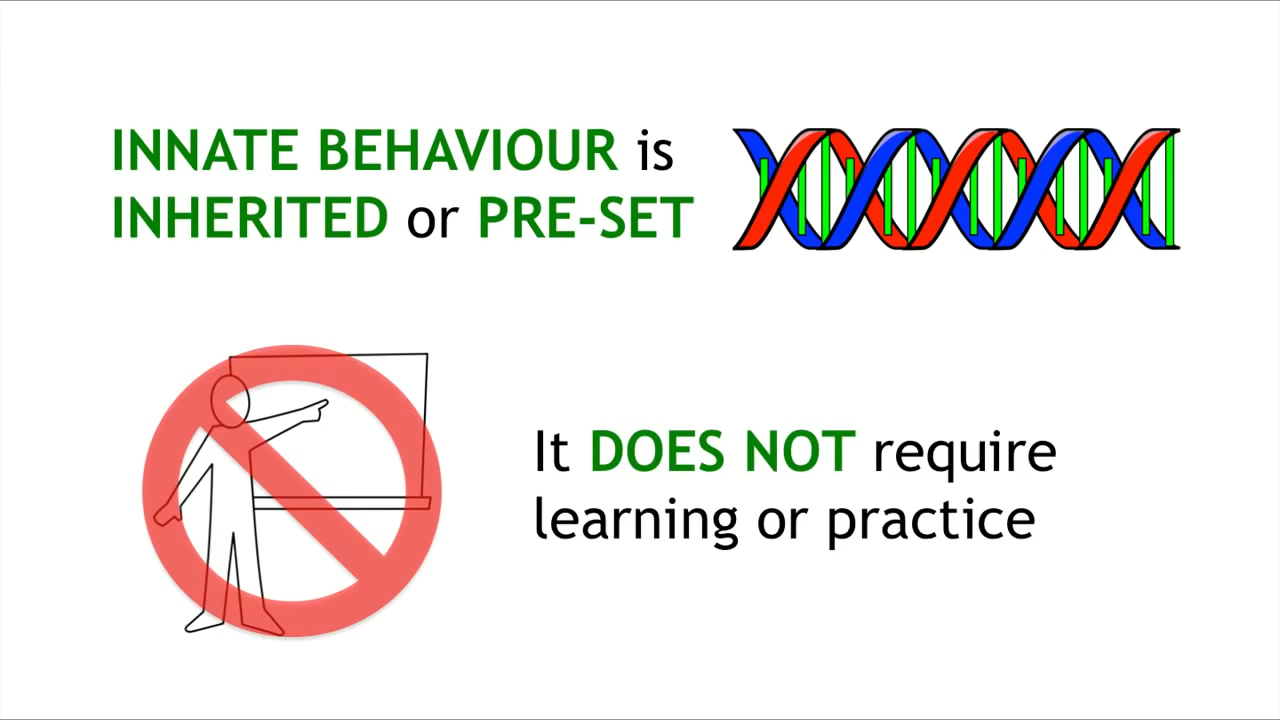 INNATE BEHAVIOUR is
INHERITED or PRE-SET
It DOES NOT require
learning or practice